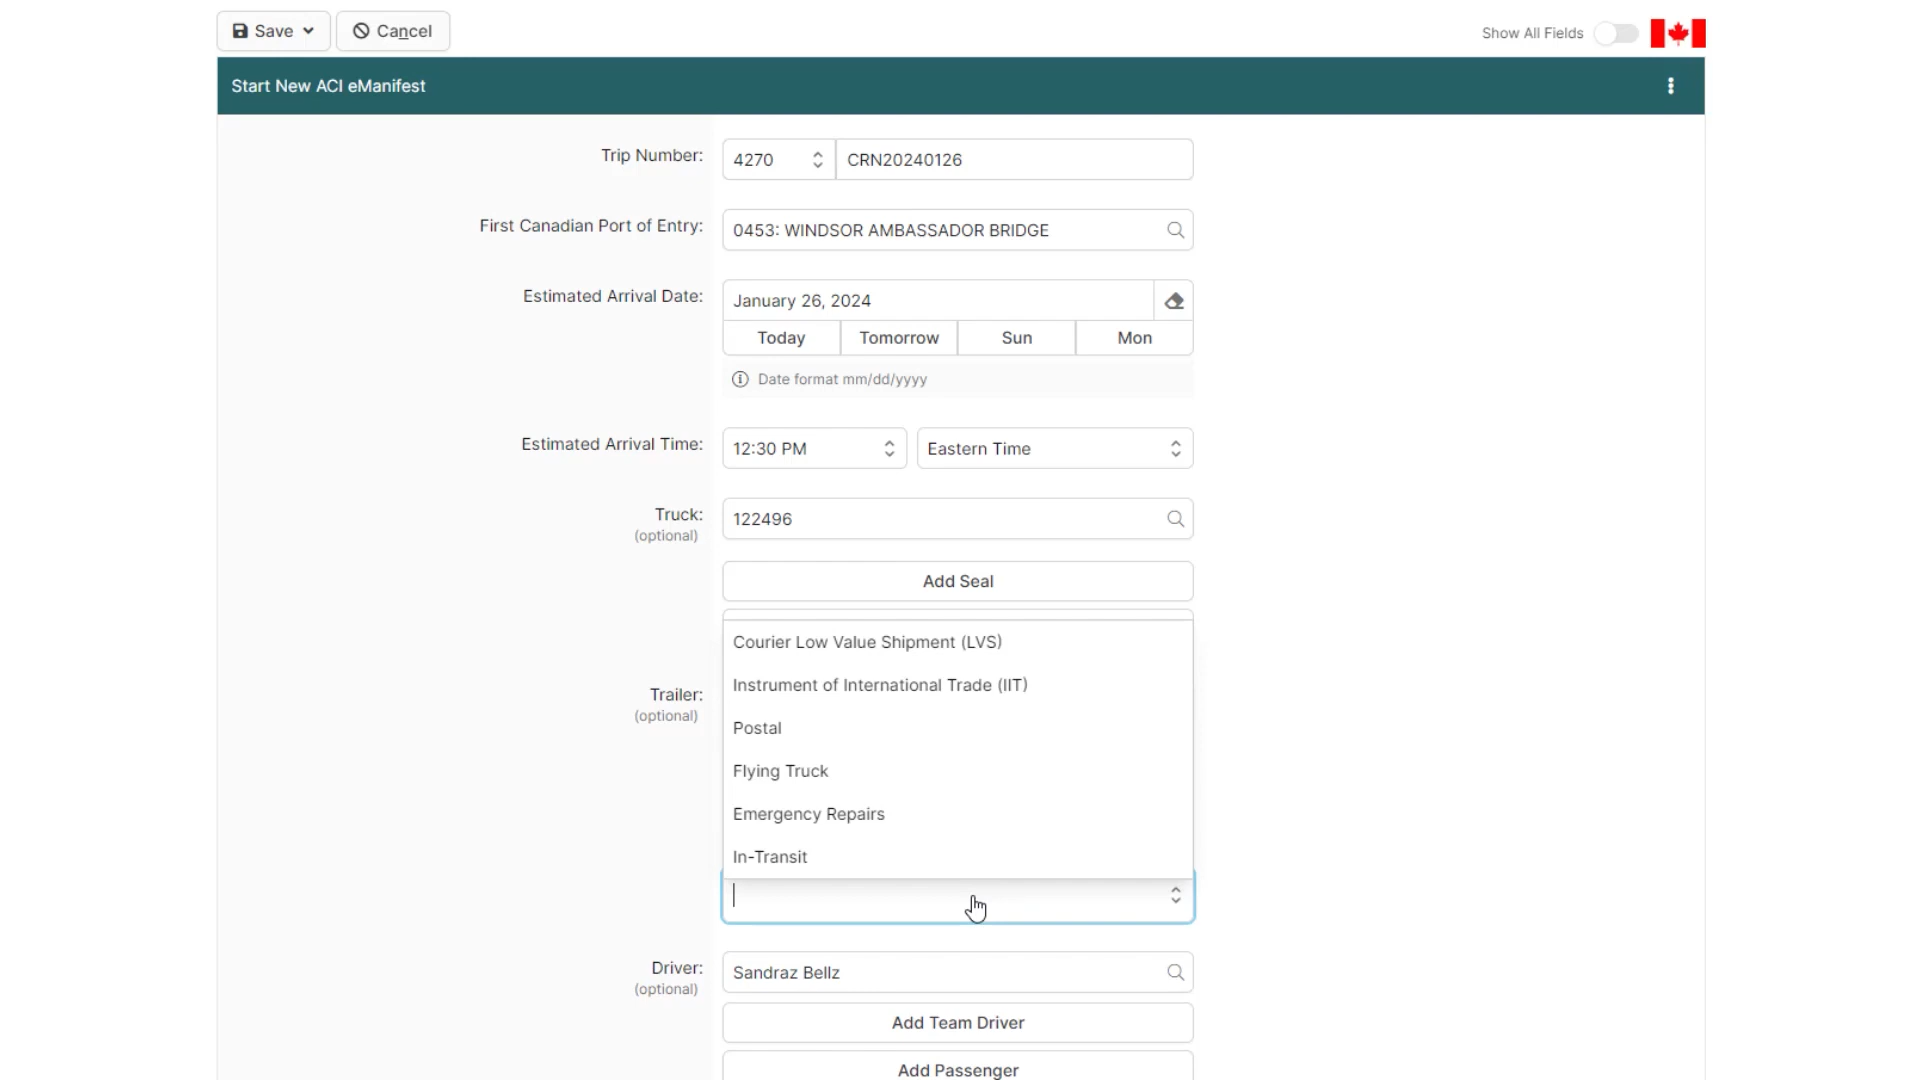 Save
Cancel
Show All Fields
Start New ACI eManifest
Trip Number:
4270
CRN20240126
First Canadian Port of Entry:
0453: WINDSOR AMBASSADOR BRIDGE
Estimated Arrival Date:
January 26, 2024
Today
Tomorrow
Sun
Mon
Date format mm/dd/yyyy
Estimated Arrival Time:
12:30 PM
Eastern Time
Truck:
(optional)
122496
Add Seal
Trailer:
(optional)
Courier Low Value Shipment (LVS)
Instrument of International Trade (IIT)
Postal
Flying Truck
Emergency Repairs
In-Transit
Driver:
(optional)
Sandraz Bellz
Add Team Driver
Add Passenger